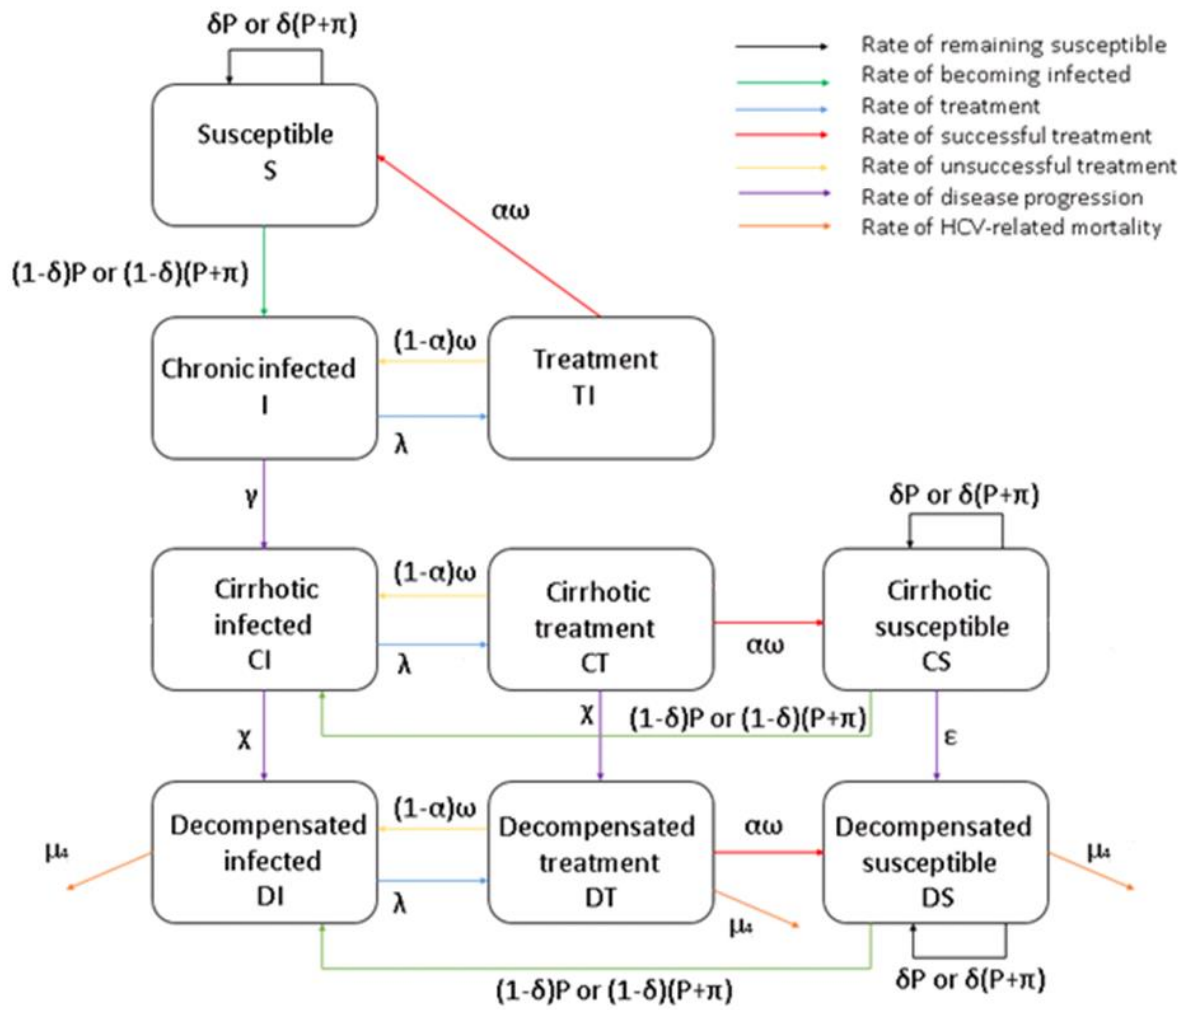 δP or δ(P+π)
Rate of remaining susceptible
Rate of becoming infected
Rate of treatment
Rate of successful treatment
Rate of unsuccessful treatment
Rate of disease progression
Rate of HCV-related mortality
Susceptible
S
αω
(1-δ)P or (1-δ)(P+π)
Chronic infected
I
(1-α)ω
λ
Treatment
TI
γ
δP or δ(P+π)
Cirrhotic
infected
CI
(1-α)ω
λ
Cirrhotic
treatment
CT
αω
Cirrhotic
susceptible
CS
χ
χ
(1-δ)P or (1-δ)(P+π)
ε
μ₄
Decompensated
infected
DI
(1-α)ω
λ
Decompensated
treatment
DT
αω
μ₄
Decompensated
susceptible
DS
μ₄
(1-δ)P or (1-δ)(P+π)
δP or δ(P+π)